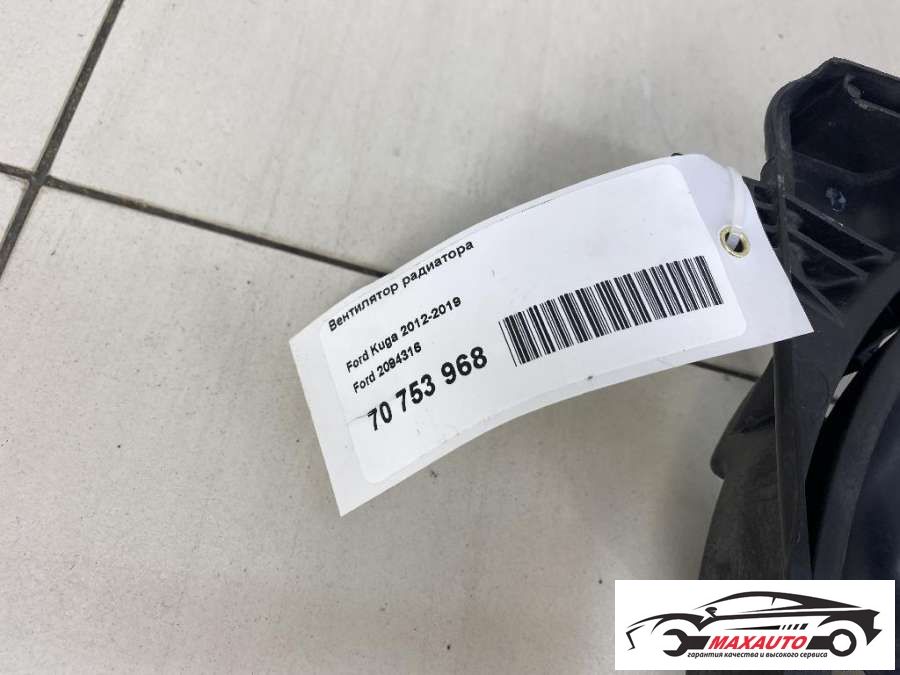 Вентилятор радиатора
Ford Kuga 2012-2019
Ford 2094316
70 753 968
MAXAUTO
гарантия качества и высокого сервиса